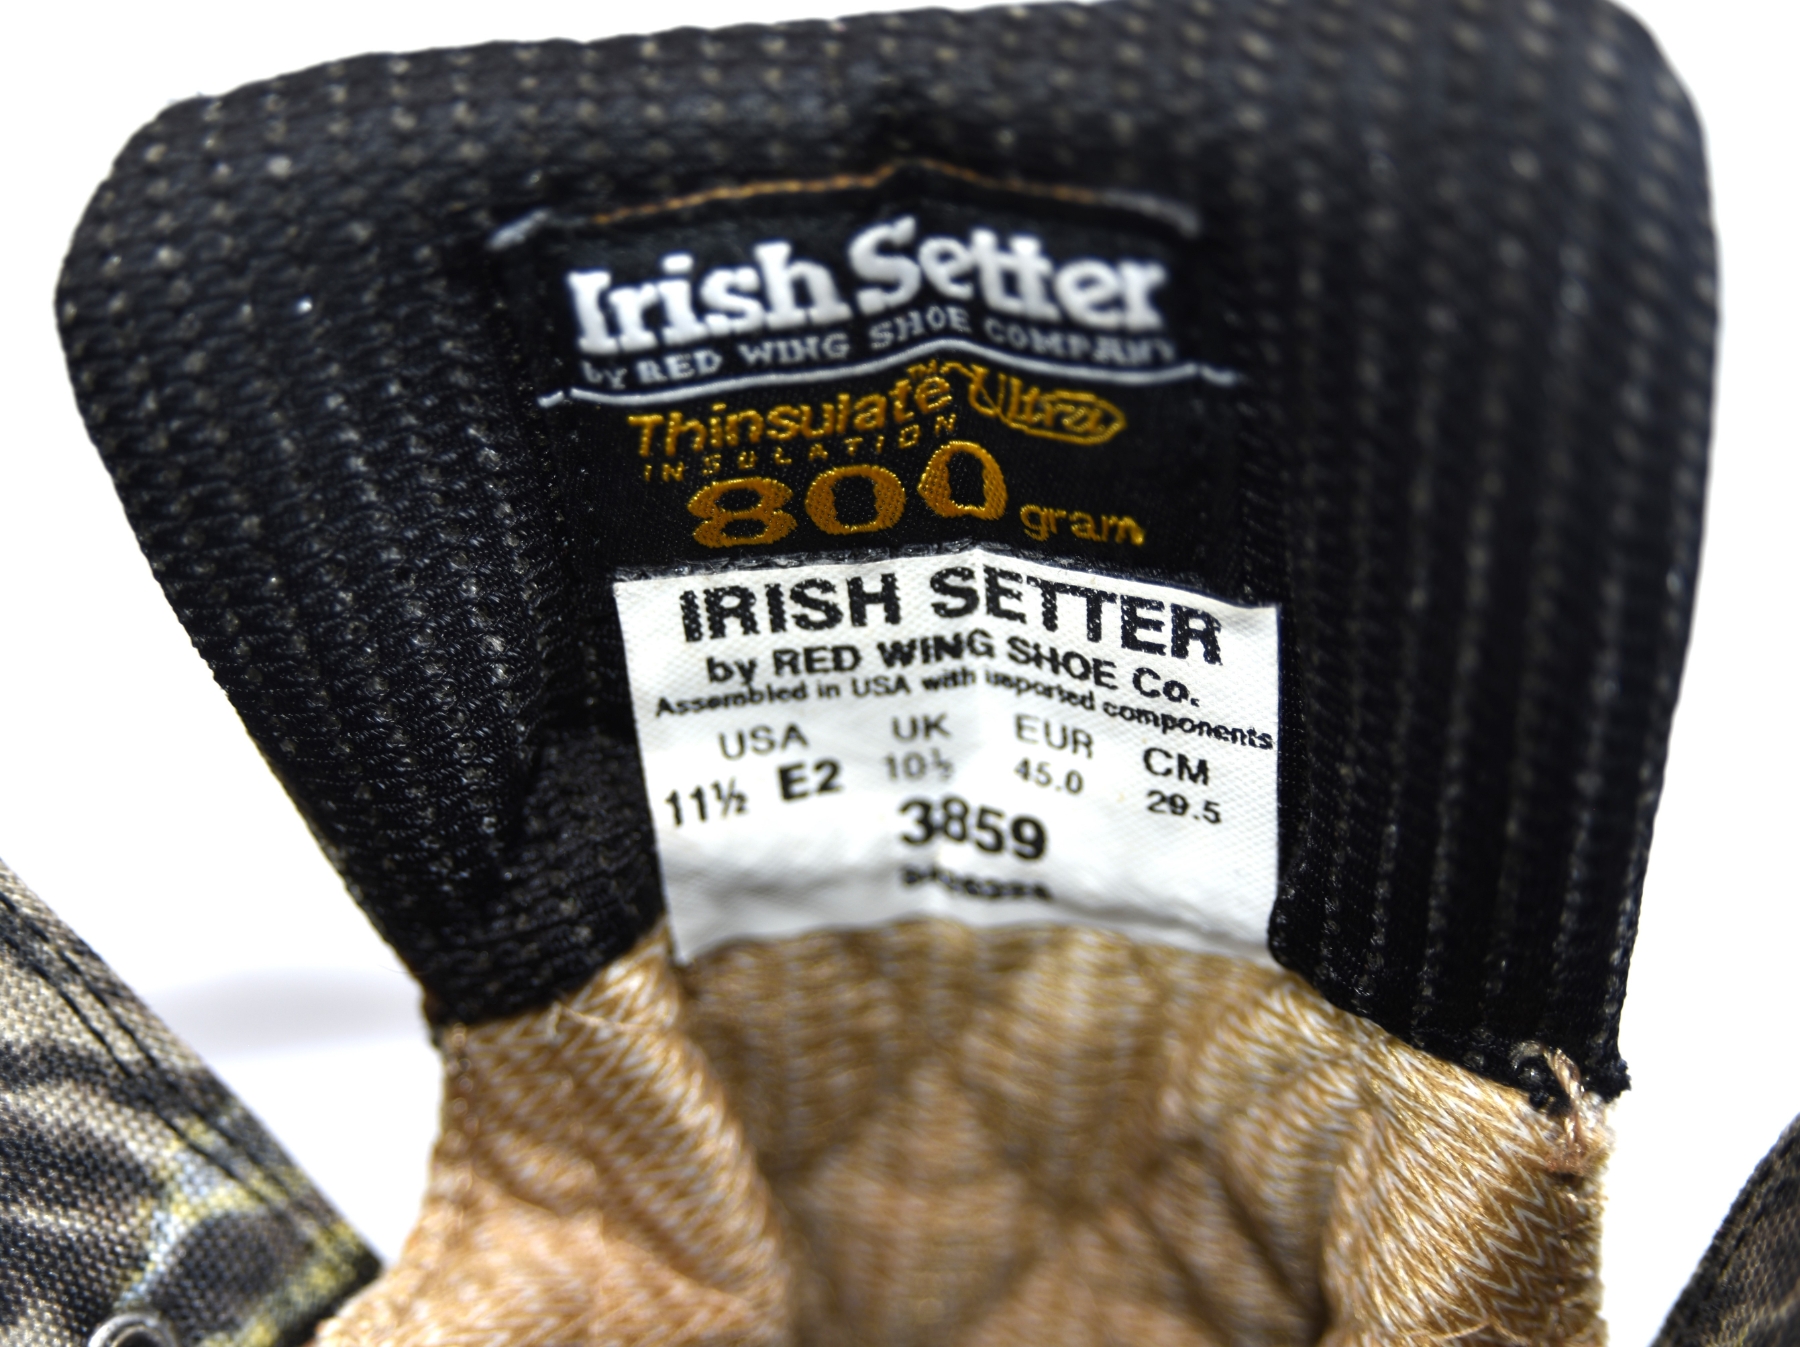 Irish Setter
by RED WING SHOE COMPANY
Thinsulate™ Ultra
INSULATION
800 gram
IRISH SETTER
by RED WING SHOE Co.
Assembled in USA with imported components
USA UK EUR CM
11½ E2 10½ 45.0 29.5
3859